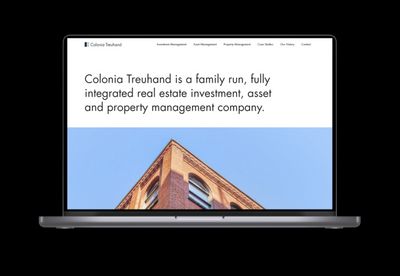 Colonia Treuhand
Investment Management Asset Management Property Management Case Studies Our History Contact
Colonia Treuhand is a family run, fully
integrated real estate investment, asset
and property management company.